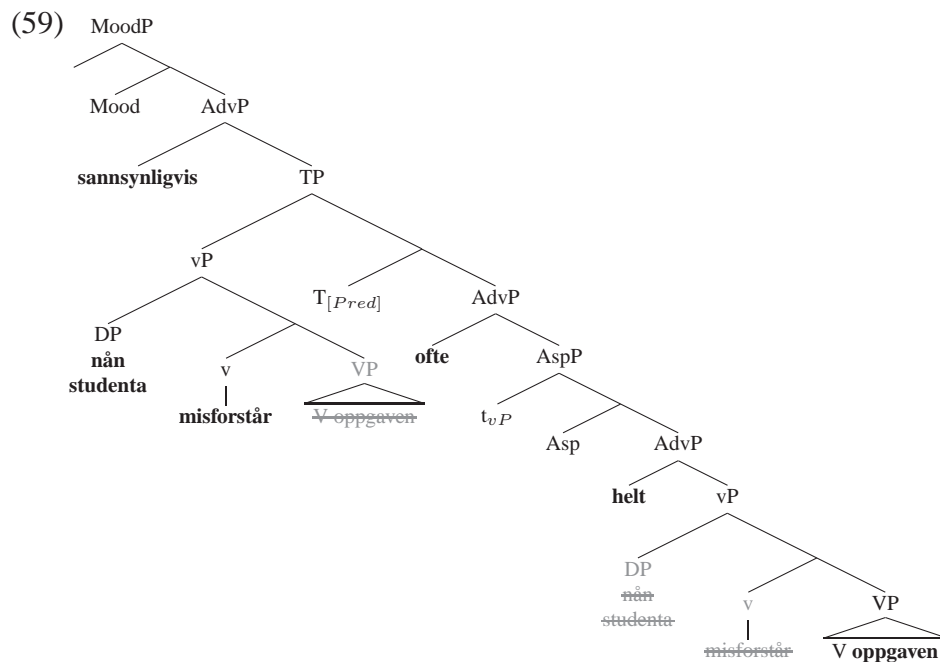 (59)
MoodP
Mood AdvP
sannsynligvis TP
vP
T[Pred] AdvP
DP
nån
studenta
v VP
misforstår V oppgaven
ofte AspP
tvP
Asp AdvP
helt vP
DP
nån
studenta
v VP
misforstår V oppgaven